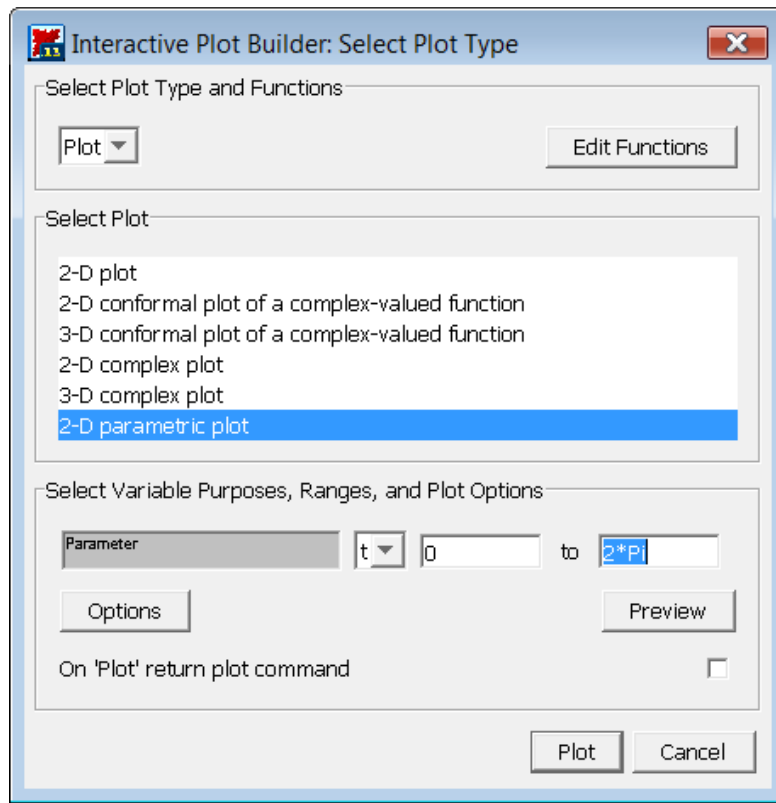 Interactive Plot Builder: Select Plot Type
Select Plot Type and Functions
Plot
Edit Functions
Select Plot
2-D plot
2-D conformal plot of a complex-valued function
3-D conformal plot of a complex-valued function
2-D complex plot
3-D complex plot
2-D parametric plot
Select Variable Purposes, Ranges, and Plot Options
Parameter t 0 to 2*Pi
Options Preview
On 'Plot' return plot command
Plot Cancel